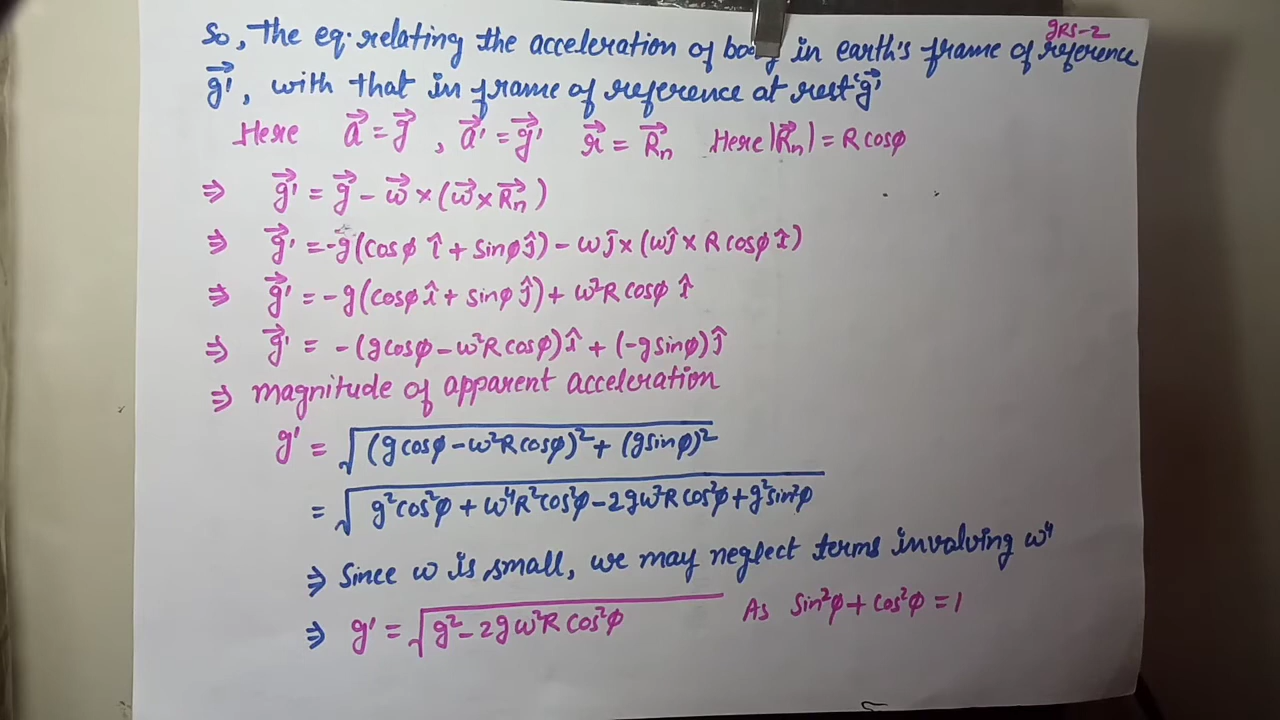 gRS-2
So, the eq. relating the acceleration of body in earth's frame of reference
g⃗', with that in frame of reference at rest 'g⃗'
Here a⃗ = g⃗ , a⃗' = g⃗' r⃗ = R⃗n Here |R⃗n| = R cosϕ
⇒ g⃗' = g⃗ - ω⃗ × (ω⃗ × R⃗n)
⇒ g⃗' = -g(cosϕ î + sinϕ ĵ) - ωĵ × (ωĵ × R cosϕ î)
⇒ g⃗' = -g(cosϕ î + sinϕ ĵ) + ω²R cosϕ î
⇒ g⃗' = -(g cosϕ - ω²R cosϕ) î + (-g sinϕ) ĵ
⇒ magnitude of apparent acceleration
g' = √(g cosϕ - ω²R cosϕ)² + (g sinϕ)²
= √g²cos²ϕ + ω⁴R²cos²ϕ - 2gω²R cos²ϕ + g²sin²ϕ
⇒ Since ω is small, we may neglect terms involving ω⁴
⇒ g' = √g² - 2gω²R cos²ϕ As sin²ϕ + cos²ϕ = 1